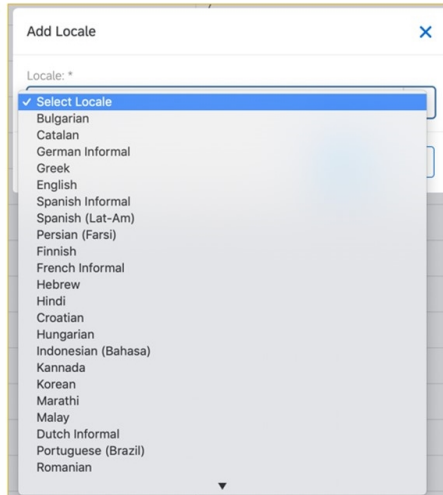 Add Locale
Locale: *
Select Locale
Bulgarian
Catalan
German Informal
Greek
English
Spanish Informal
Spanish (Lat-Am)
Persian (Farsi)
Finnish
French Informal
Hebrew
Hindi
Croatian
Hungarian
Indonesian (Bahasa)
Kannada
Korean
Marathi
Malay
Dutch Informal
Portuguese (Brazil)
Romanian